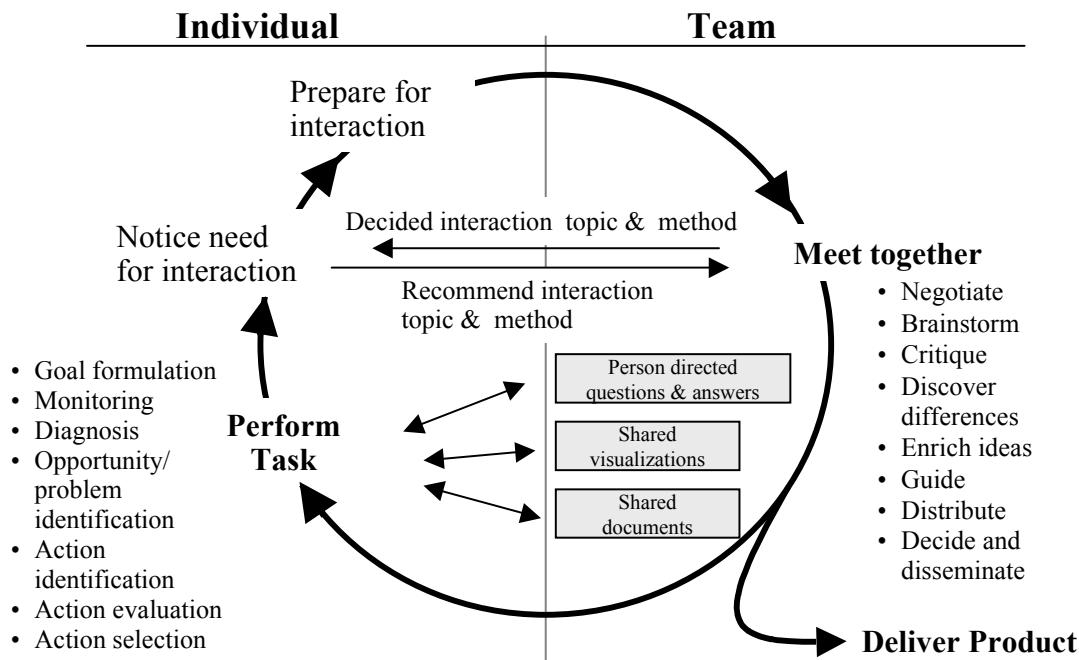 Individual
Team
Prepare for
interaction
Decided interaction topic & method
Notice need
for interaction
Recommend interaction
topic & method
Meet together
• Negotiate
• Brainstorm
• Critique
• Discover
differences
• Enrich ideas
• Guide
• Distribute
• Decide and
disseminate
• Goal formulation
• Monitoring
• Diagnosis
• Opportunity/
problem
identification
• Action
identification
• Action evaluation
• Action selection
Perform
Task
Person directed
questions & answers
Shared
visualizations
Shared
documents
Deliver Product